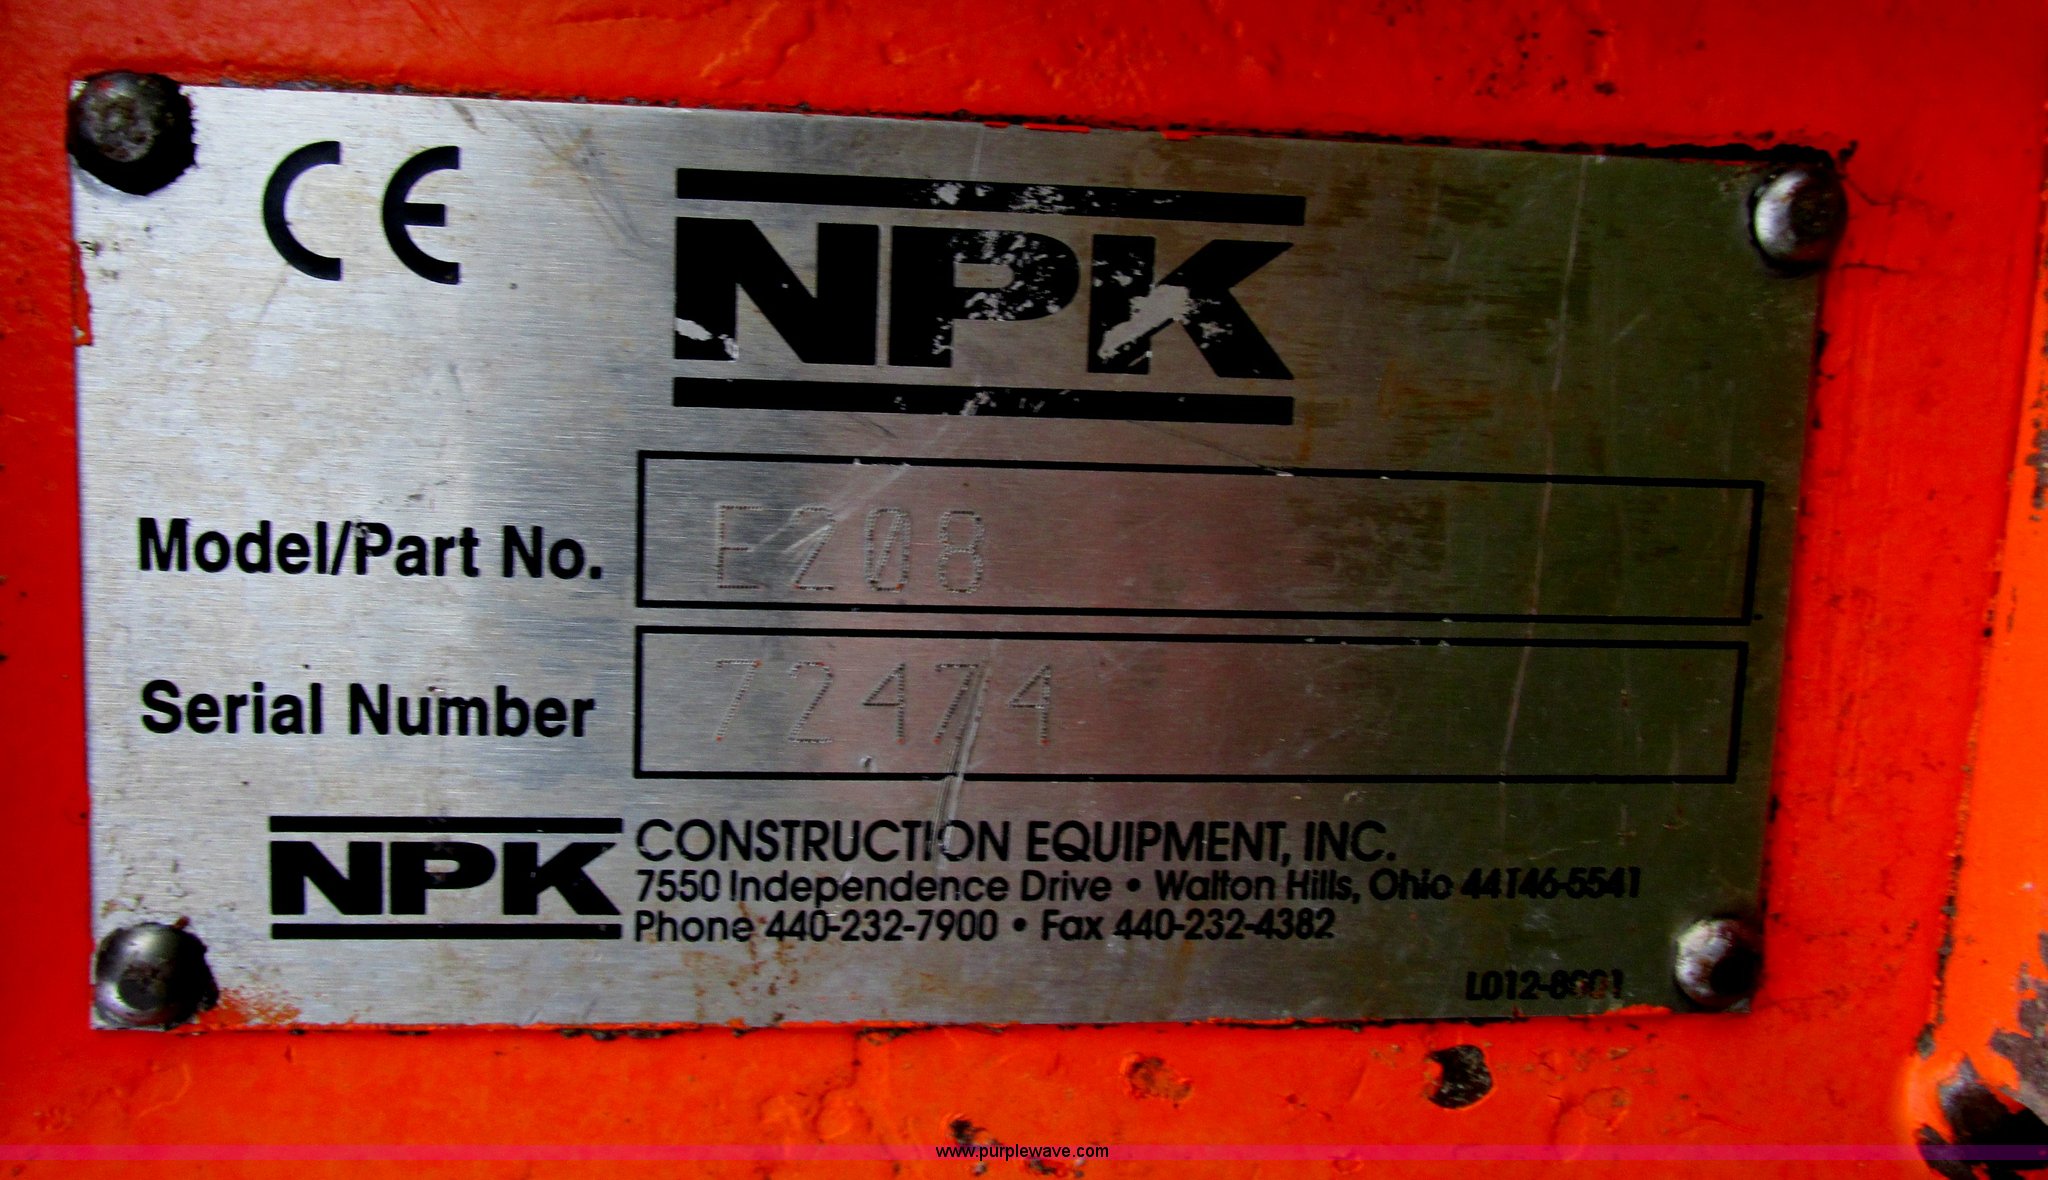 CE
NPK
Model/Part No. E208
Serial Number 72474
NPK CONSTRUCTION EQUIPMENT, INC.
7550 Independence Drive • Walton Hills, Ohio 44146-5541
Phone 440-232-7900 • Fax 440-232-4382
www.purplewave.com